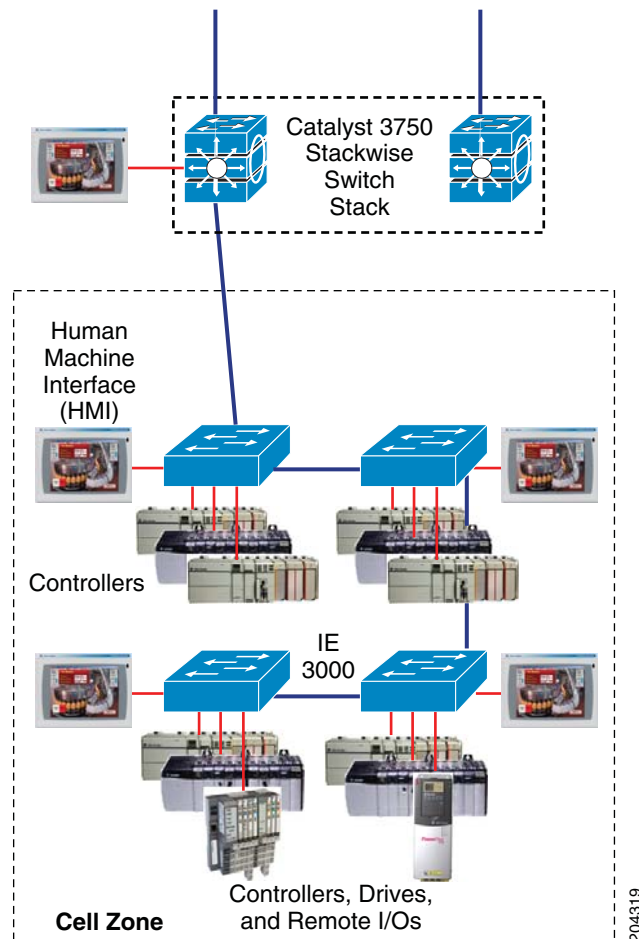 Catalyst 3750
Stackwise
Switch
Stack
Human
Machine
Interface
(HMI)
Controllers
IE
3000
Controllers, Drives,
and Remote I/Os
Cell Zone
204319